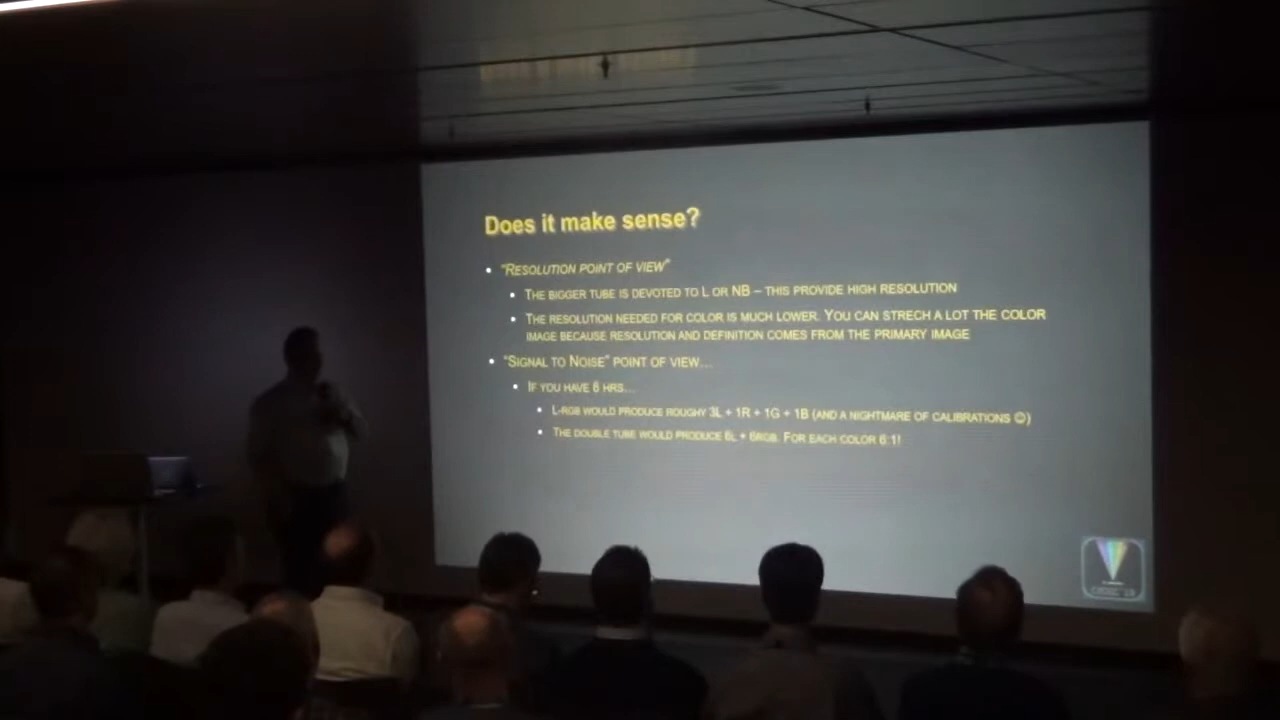 Does it make sense?
"RESOLUTION POINT OF VIEW"
THE BIGGER TUBE IS DEVOTED TO L OR NB – THIS PROVIDE HIGH RESOLUTION
THE RESOLUTION NEEDED FOR COLOR IS MUCH LOWER. YOU CAN STRECH A LOT THE COLOR
IMAGE BECAUSE RESOLUTION AND DEFINITION COMES FROM THE PRIMARY IMAGE
"SIGNAL TO NOISE" POINT OF VIEW…
IF YOU HAVE 6 HRS…
L-RGB WOULD PRODUCE ROUGHY 3L + 1R + 1G + 1B (AND A NIGHTMARE OF CALIBRATIONS ☺)
THE DOUBLE TUBE WOULD PRODUCE 6L + 6RGB. FOR EACH COLOR 6:1!